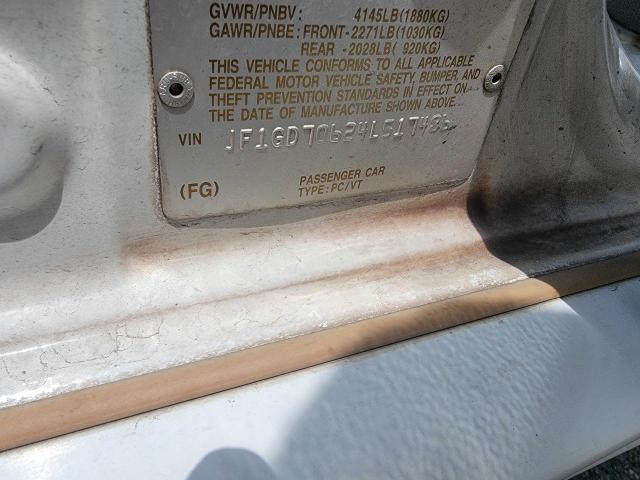 GVWR/PNBV: 4145LB(1880KG)
GAWR/PNBE: FRONT-2271LB(1030KG)
REAR -2028LB( 920KG)
THIS VEHICLE CONFORMS TO ALL APPLICABLE
FEDERAL MOTOR VEHICLE SAFETY, BUMPER, AND
THEFT PREVENTION STANDARDS IN EFFECT ON
THE DATE OF MANUFACTURE SHOWN ABOVE.
VIN JF1GD70624L517486
(FG) PASSENGER CAR
TYPE:PC/VT